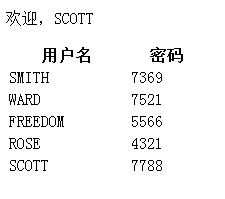 欢迎，SCOTT
用户名 密码
SMITH 7369
WARD 7521
FREEDOM 5566
ROSE 4321
SCOTT 7788